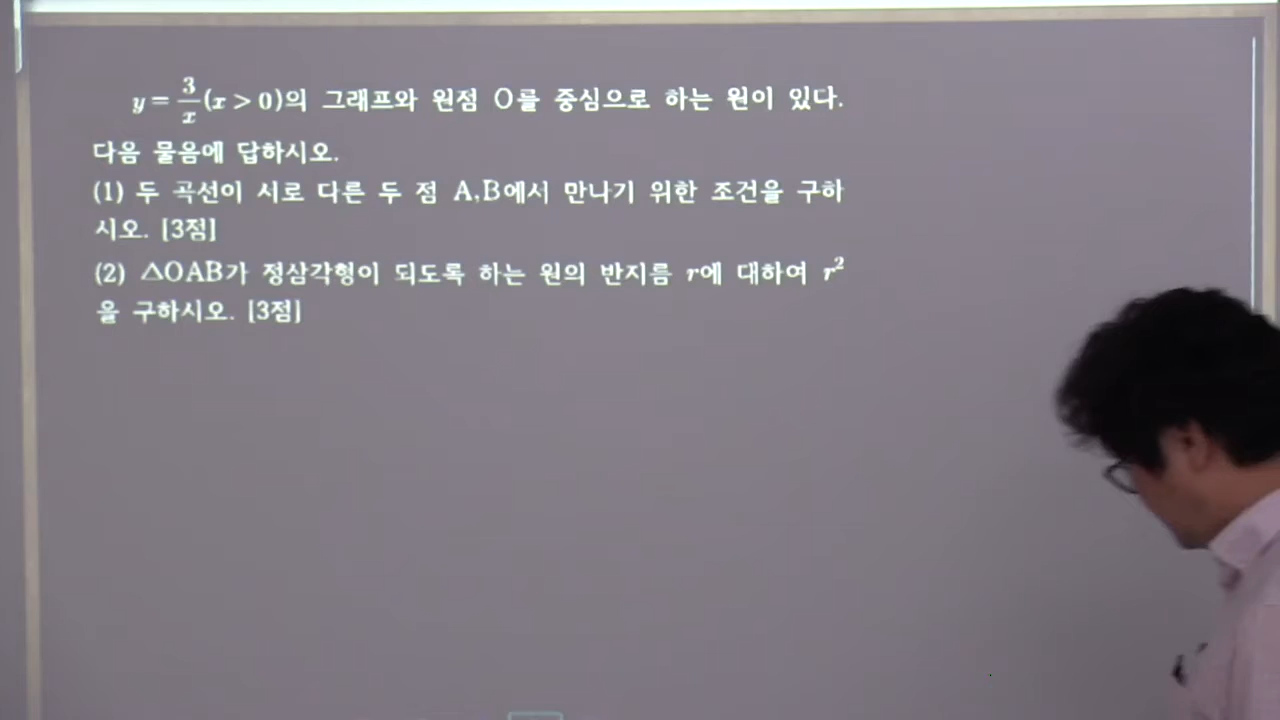 y = 3/x (x > 0)의 그래프와 원점 O를 중심으로 하는 원이 있다.
다음 물음에 답하시오.
(1) 두 곡선이 서로 다른 두 점 A,B에서 만나기 위한 조건을 구하
시오. [3점]
(2) △OAB가 정삼각형이 되도록 하는 원의 반지름 r에 대하여 r²
을 구하시오. [3점]